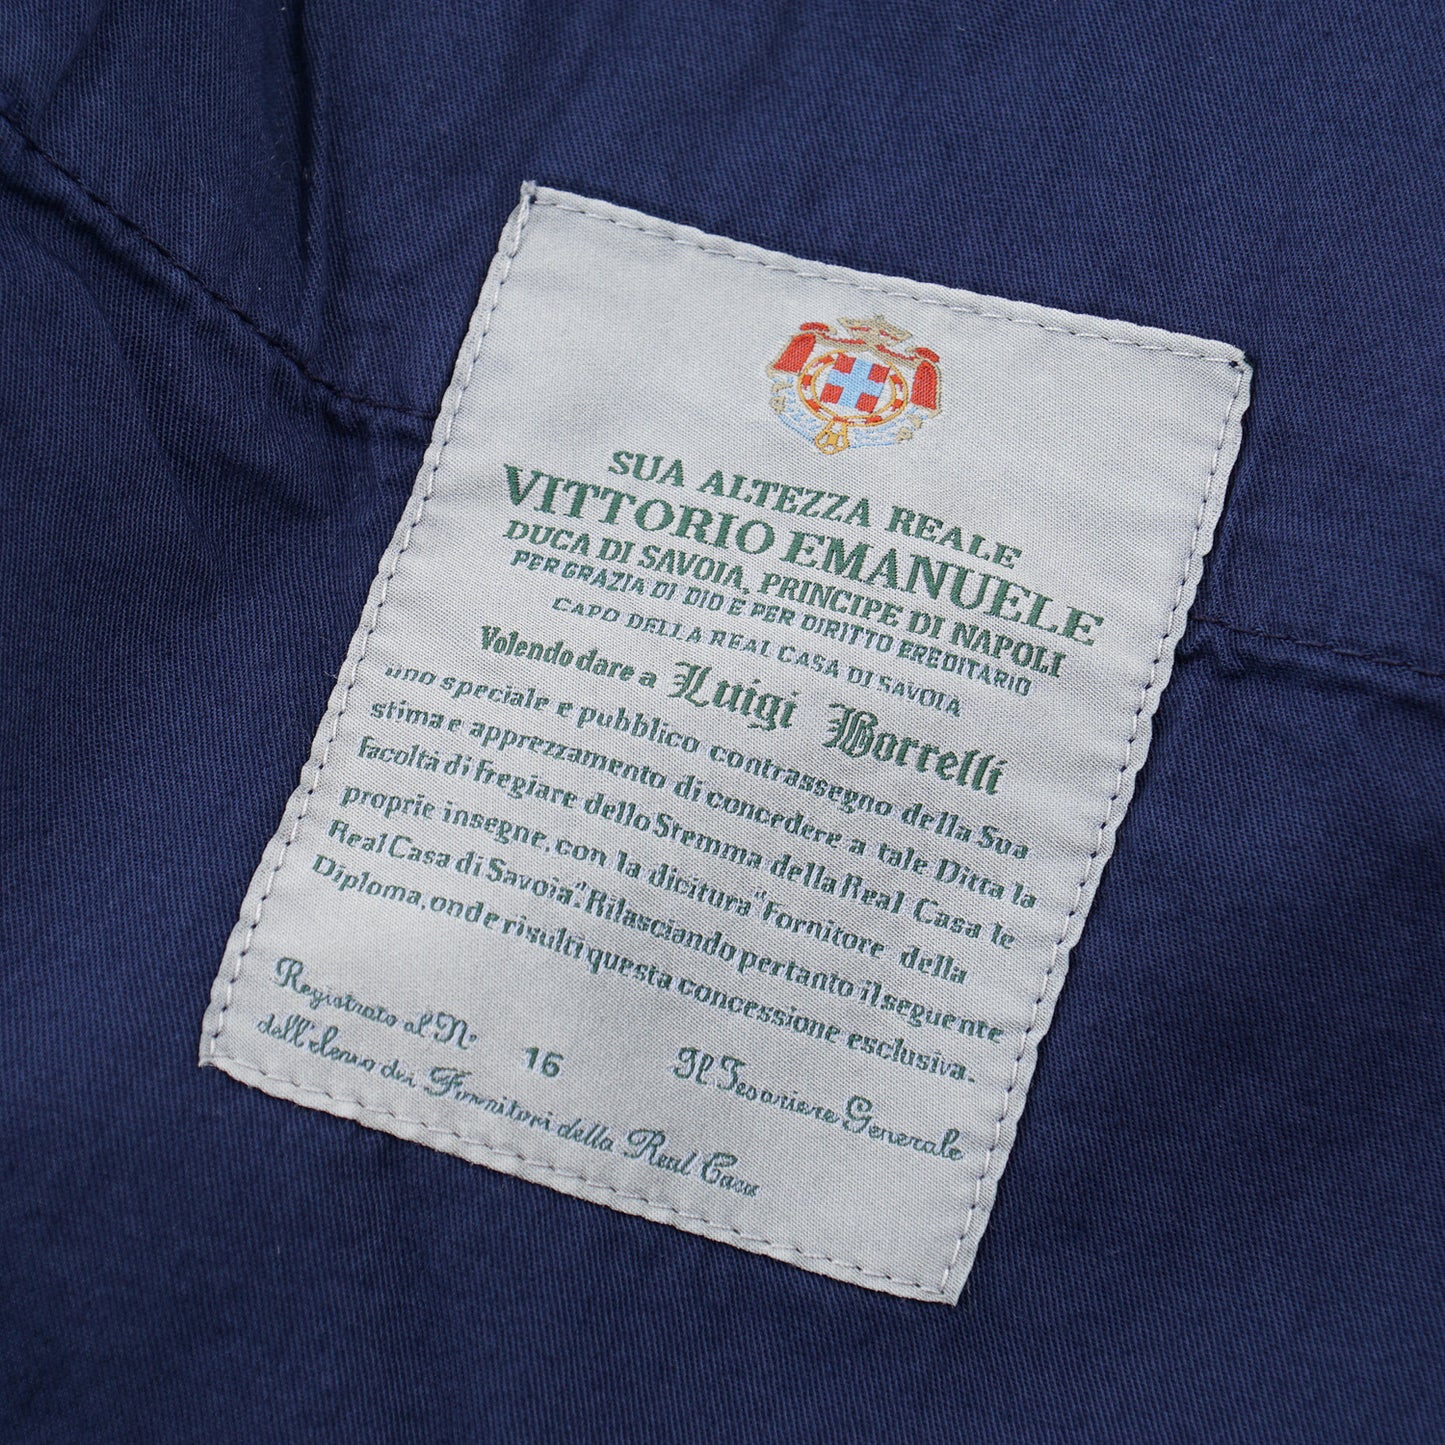 SUA ALTEZZA REALE
VITTORIO EMANUELE
DUCA DI SAVOIA, PRINCIPE DI NAPOLI
PER GRAZIA DI DIO E PER DIRITTO EREDITARIO
CAPO DELLA REAL CASA DI SAVOIA
Volendo dare a Luigi Borrelli
uno speciale e pubblico contrassegno della Sua
stima e apprezzamento di concedere a tale Ditta la
facoltà di fregiare dello Stemma della Real Casa le
proprie insegne, con la dicitura "Fornitore della
Real Casa di Savoia". Rilasciando pertanto il seguente
Diploma, onde risulti questa concessione esclusiva.
Registrato al N. 16 Il Tesoriere Generale
dell'elenco dei Fornitori della Real Casa